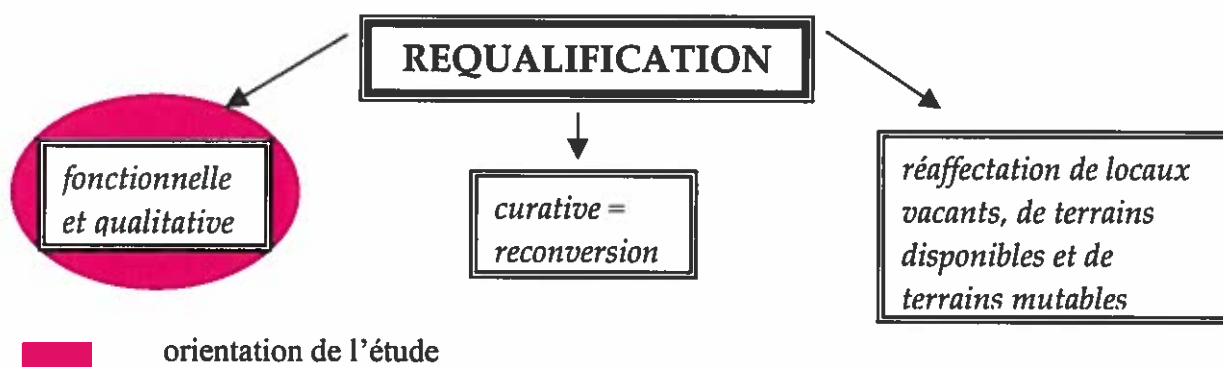 REQUALIFICATION
fonctionnelle
et qualitative
curative =
reconversion
réaffectation de locaux
vacants, de terrains
disponibles et de
terrains mutables
orientation de l'étude